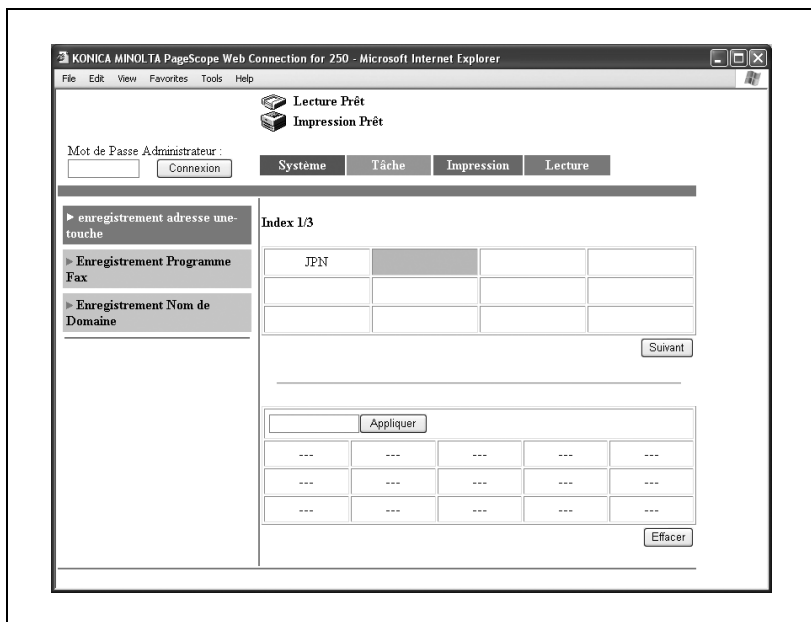 KONICA MINOLTA PageScope Web Connection for 250 - Microsoft Internet Explorer
File Edit View Favorites Tools Help
Lecture Prêt
Impression Prêt
Mot de Passe Administrateur :
Connexion
Système Tâche Impression Lecture
enregistrement adresse une-
touche
Enregistrement Programme
Fax
Enregistrement Nom de
Domaine
Index 1/3
JPN
Suivant
Appliquer
--- --- --- --- ---
--- --- --- --- ---
--- --- --- --- ---
Effacer